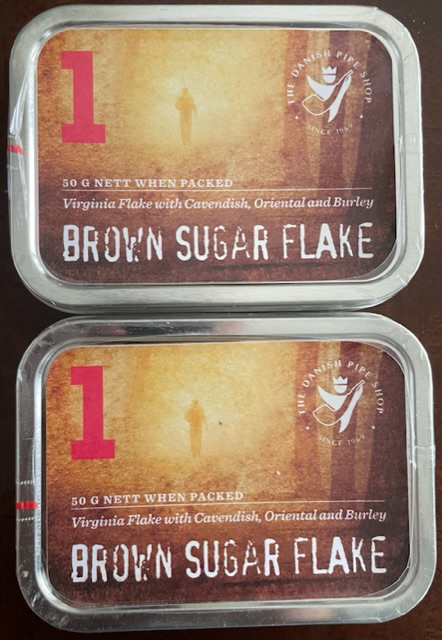 1
THE DANISH PIPE SHOP
SINCE 1969
50 G NETT WHEN PACKED
Virginia Flake with Cavendish, Oriental and Burley
BROWN SUGAR FLAKE
1
THE DANISH PIPE SHOP
SINCE 1969
50 G NETT WHEN PACKED
Virginia Flake with Cavendish, Oriental and Burley
BROWN SUGAR FLAKE